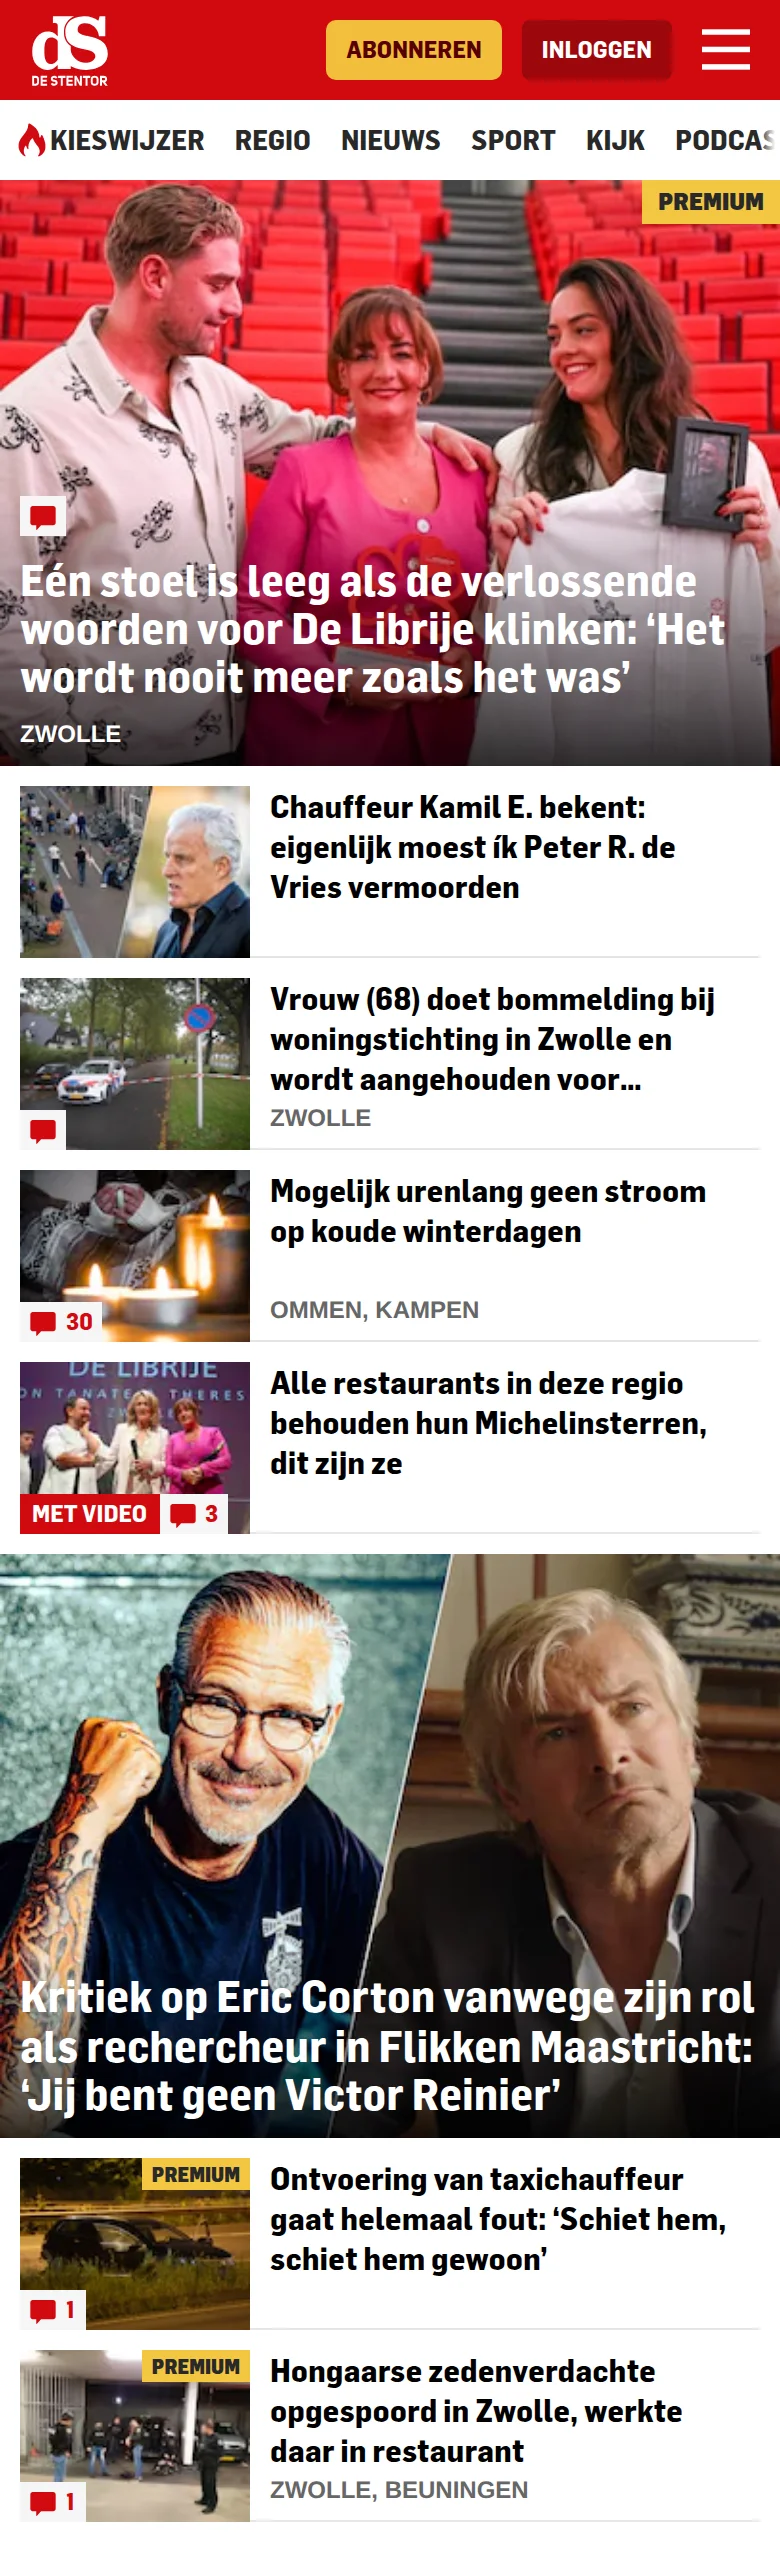 dS
DE STENTOR
ABONNEREN
INLOGGEN
KIESWIJZER REGIO NIEUWS SPORT KIJK PODCAS
PREMIUM
Eén stoel is leeg als de verlossende
woorden voor De Librije klinken: ‘Het
wordt nooit meer zoals het was’
ZWOLLE
Chauffeur Kamil E. bekent:
eigenlijk moest ík Peter R. de
Vries vermoorden
Vrouw (68) doet bommelding bij
woningstichting in Zwolle en
wordt aangehouden voor...
ZWOLLE
Mogelijk urenlang geen stroom
op koude winterdagen
30
OMMEN, KAMPEN
DE LIBRIJE
ON TANATE THERES
MET VIDEO
3
Alle restaurants in deze regio
behouden hun Michelinsterren,
dit zijn ze
Kritiek op Eric Corton vanwege zijn rol
als rechercheur in Flikken Maastricht:
‘Jij bent geen Victor Reinier’
PREMIUM
1
Ontvoering van taxichauffeur
gaat helemaal fout: ‘Schiet hem,
schiet hem gewoon’
PREMIUM
1
Hongaarse zedenverdachte
opgespoord in Zwolle, werkte
daar in restaurant
ZWOLLE, BEUNINGEN